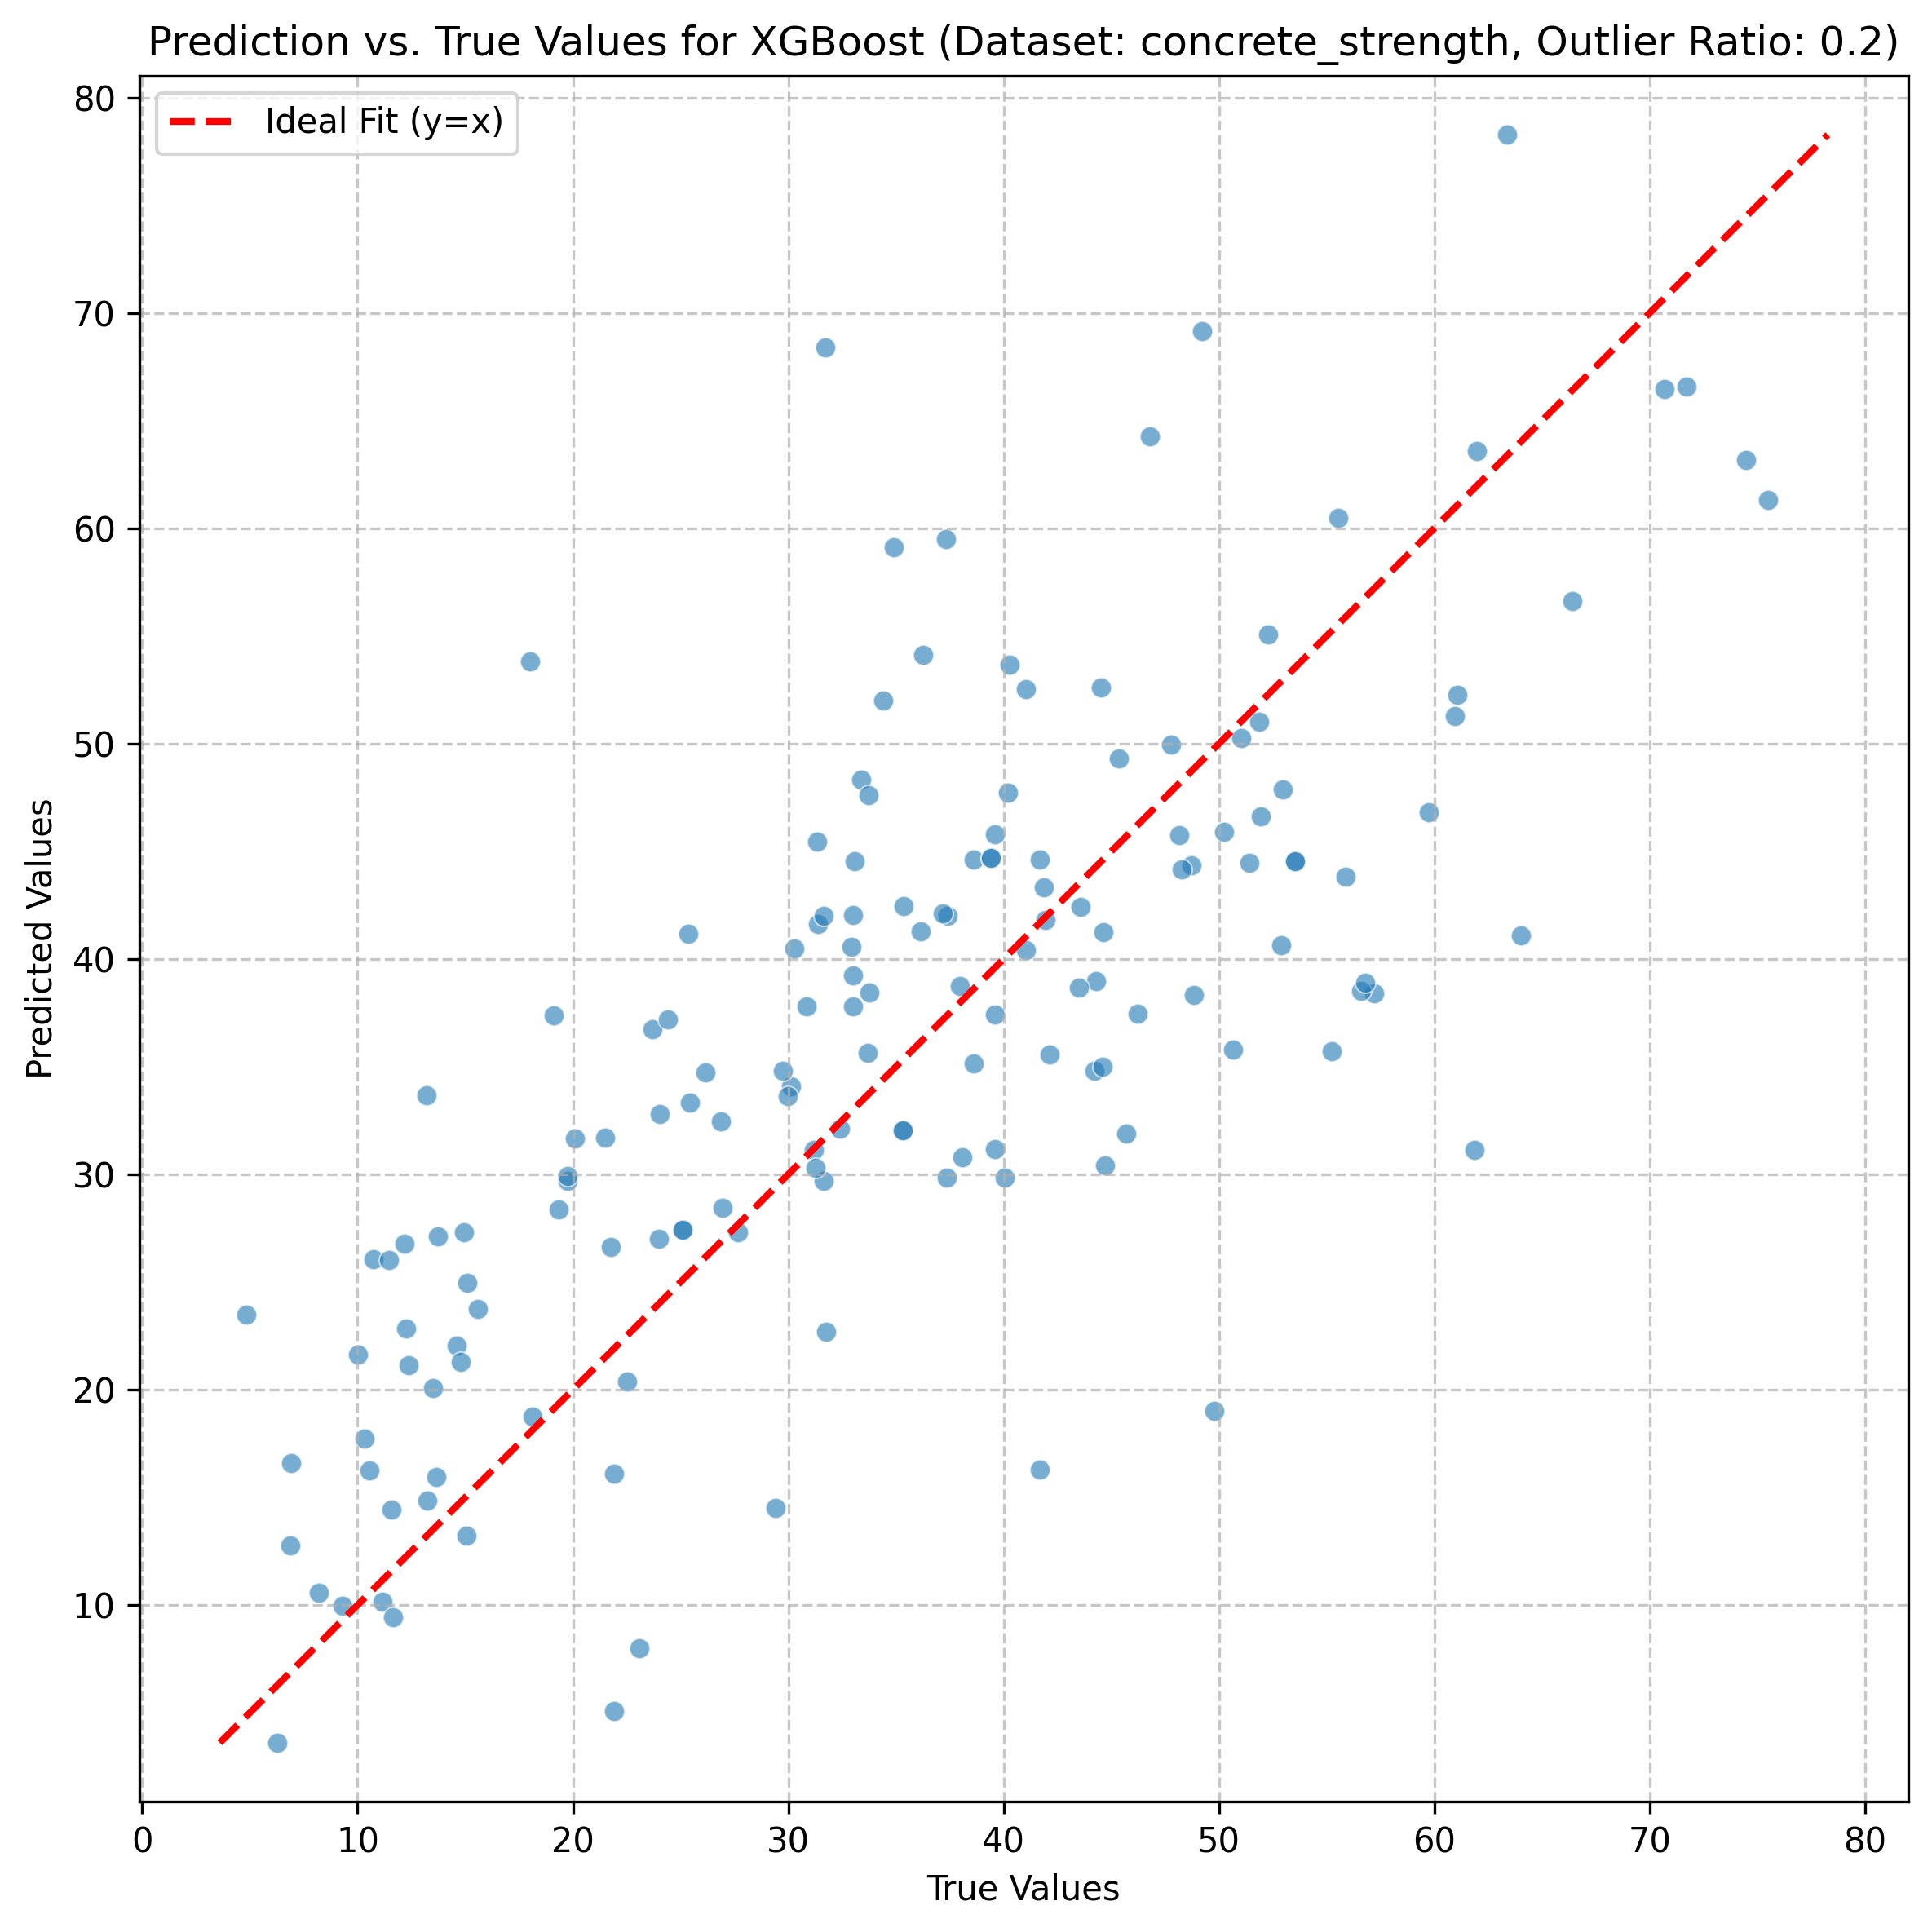 Prediction vs. True Values for XGBoost (Dataset: concrete_strength, Outlier Ratio: 0.2)
Ideal Fit (y=x)
80
70
60
50
40
30
20
10
Predicted Values
0 10 20 30 40 50 60 70 80
True Values